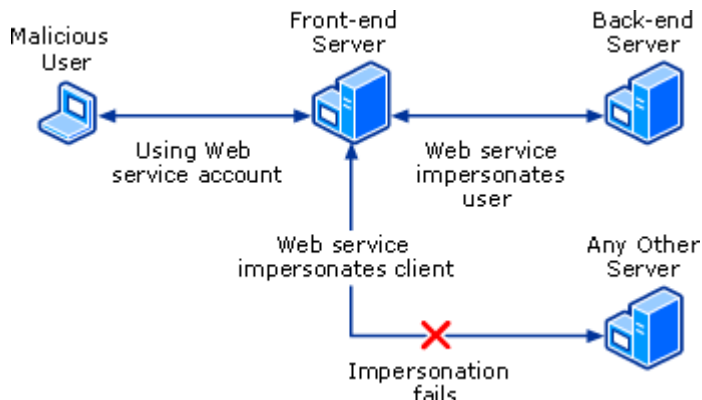 Malicious
User
Front-end
Server
Back-end
Server
Using Web
service account
Web service
impersonates
user
Web service
impersonates client
Any Other
Server
Impersonation
fails